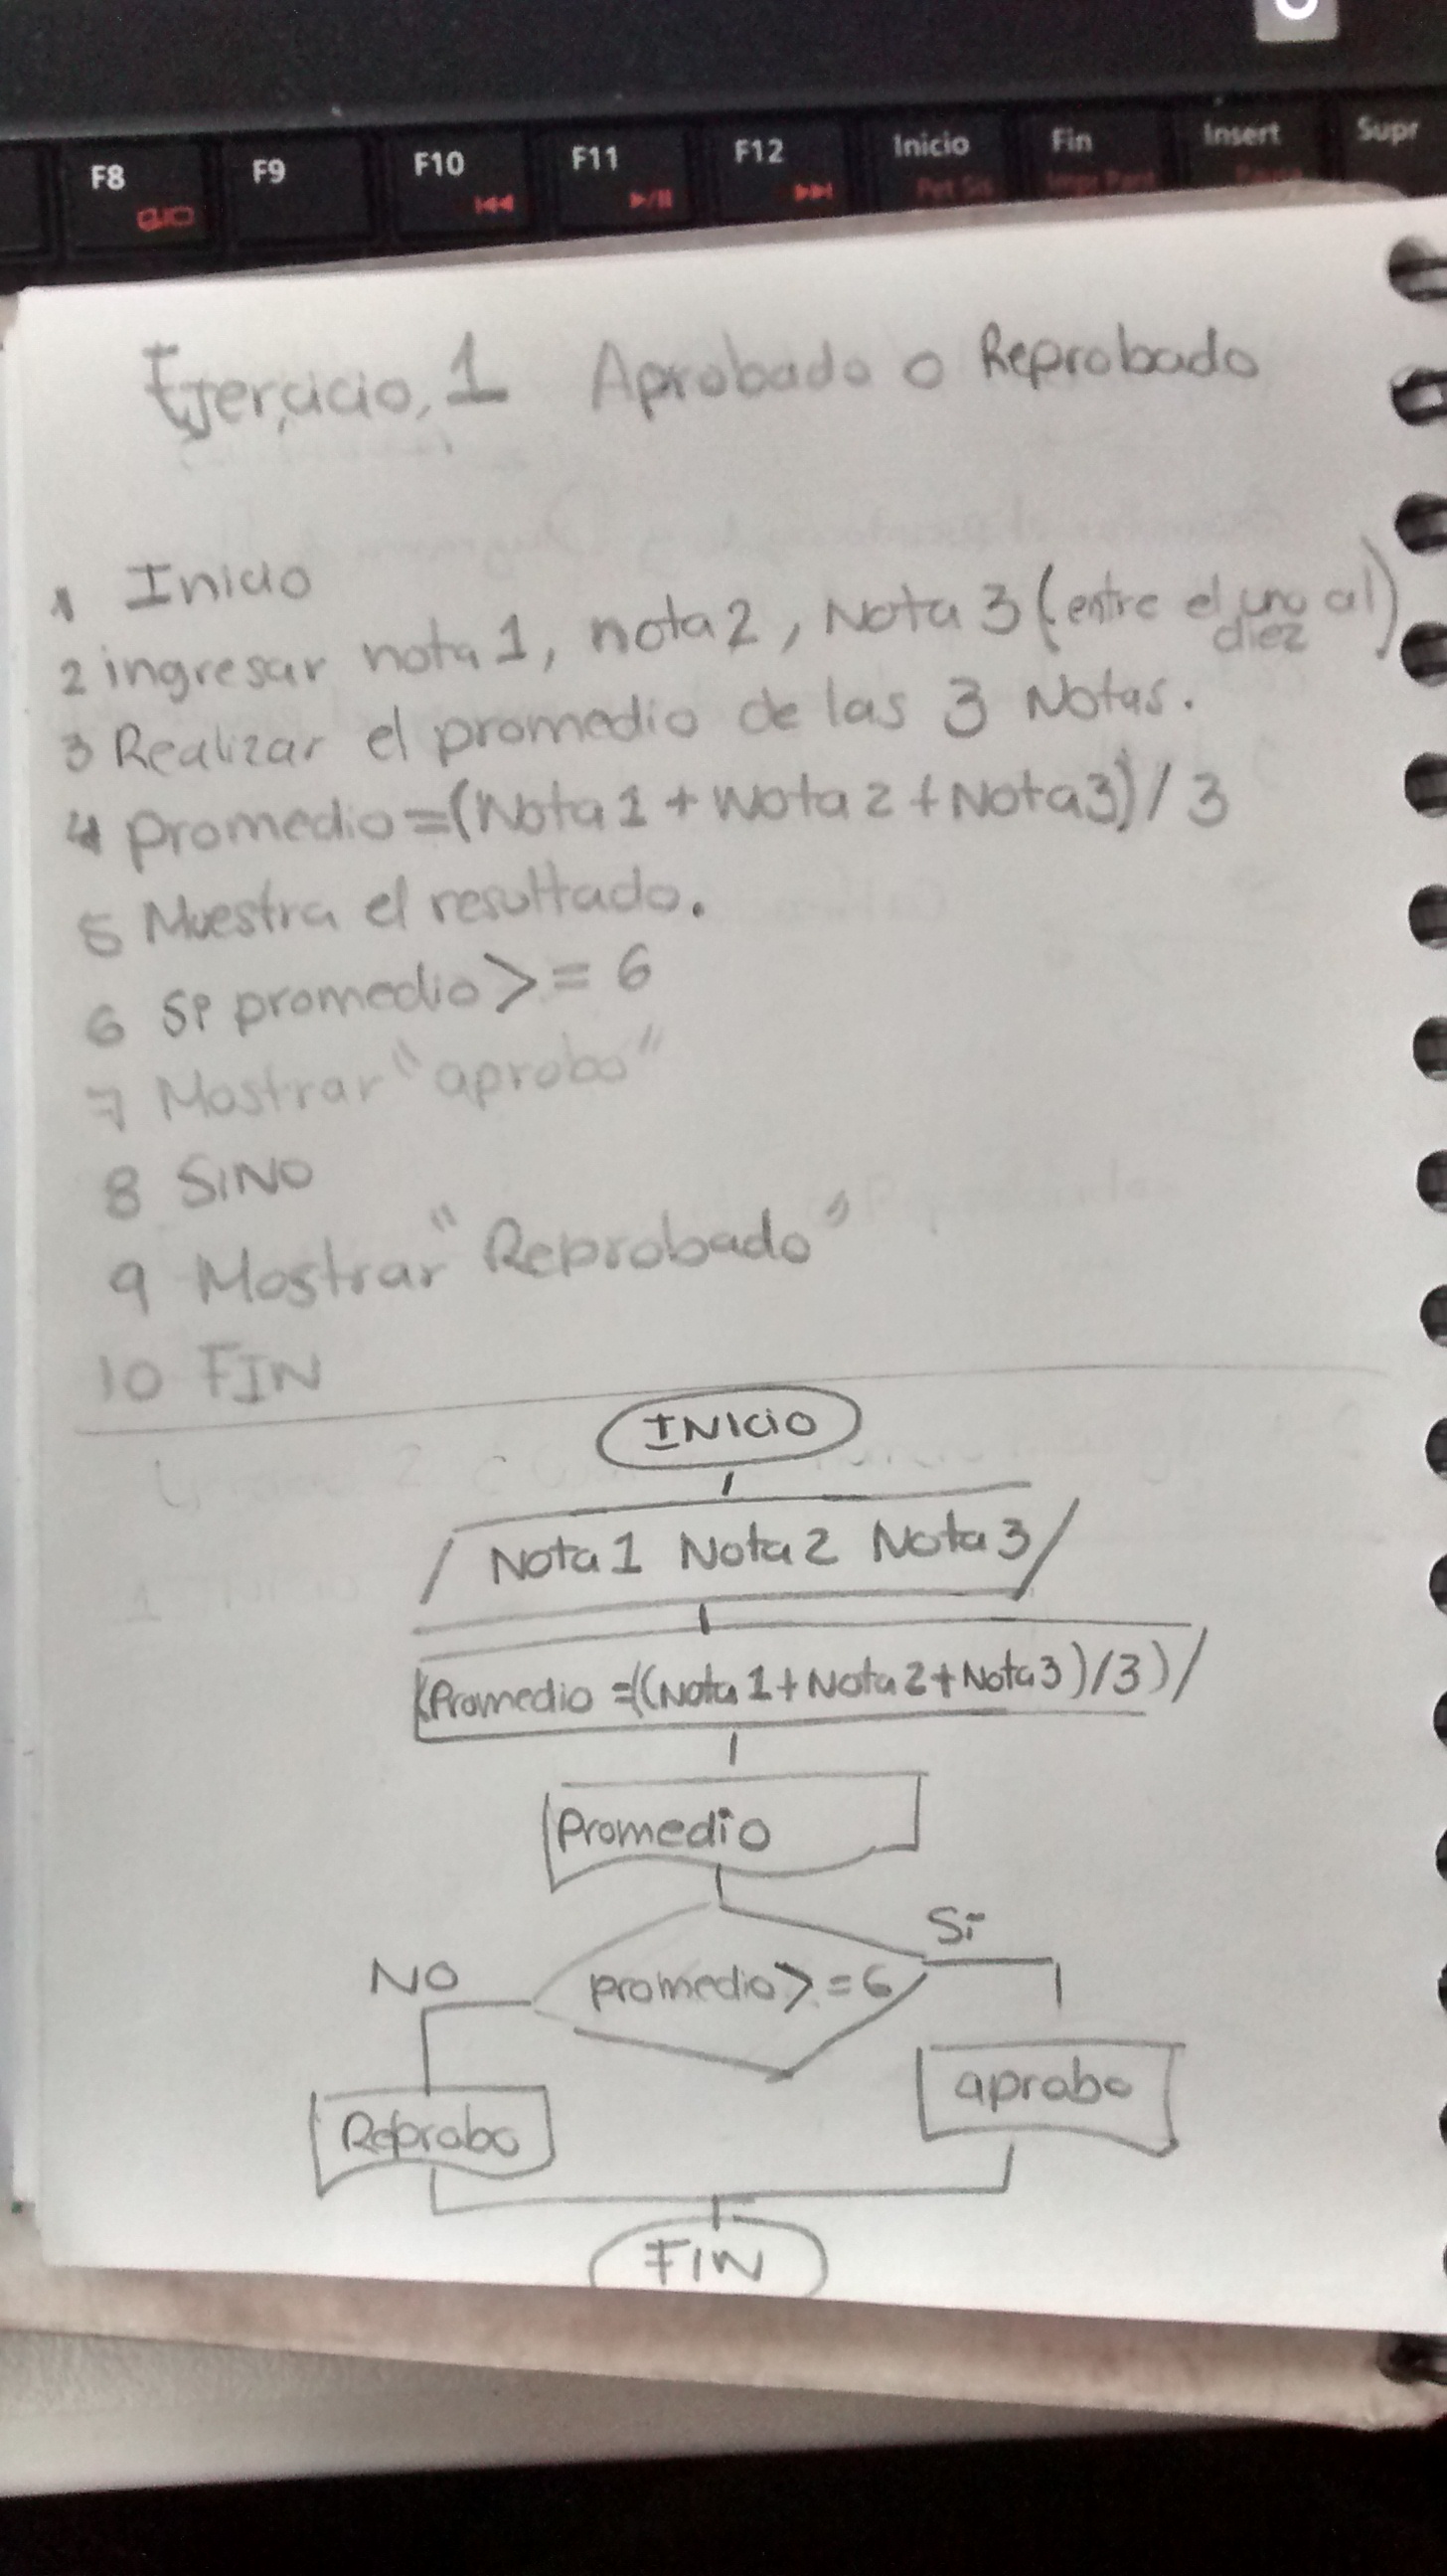 F8 F9 F10 F11 F12 Inicio Fin Insert Supr
Pet Sis
Ejercicio, 1 Aprobado o Reprobado
1 Inicio
2 ingresar nota 1, nota 2, Nota 3 (entre el uno al diez)
3 Realizar el promedio de las 3 Notas.
4 promedio=(Nota 1 + Nota 2 + Nota3) / 3
5 Muestra el resultado.
6 Si promedio >= 6
7 Mostrar "aprobo"
8 SINO
9 Mostrar "Reprobado"
10 FIN
INICIO
Nota 1 Nota 2 Nota 3
(Promedio =((Nota 1 + Nota 2 + Nota 3) / 3)
Promedio
Si
NO
promedio >= 6
aprobo
Reprobo
FIN